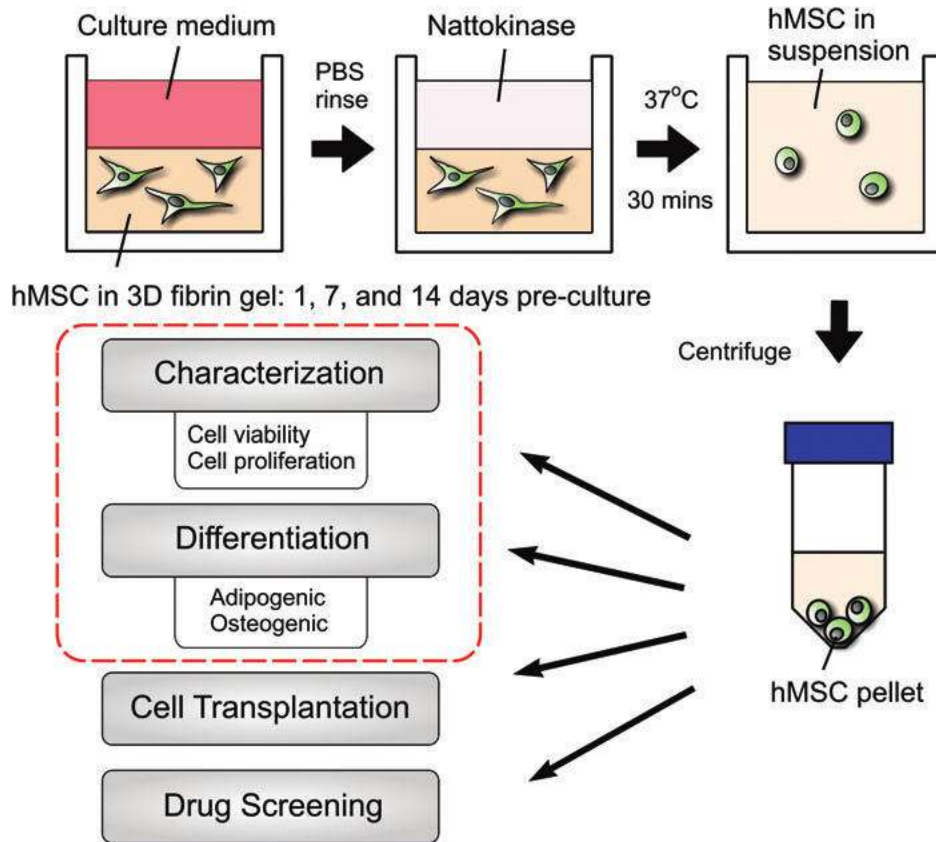 Culture medium
PBS
rinse
Nattokinase
37°C
30 mins
hMSC in
suspension
hMSC in 3D fibrin gel: 1, 7, and 14 days pre-culture
Centrifuge
Characterization
Cell viability
Cell proliferation
Differentiation
Adipogenic
Osteogenic
Cell Transplantation
Drug Screening
hMSC pellet